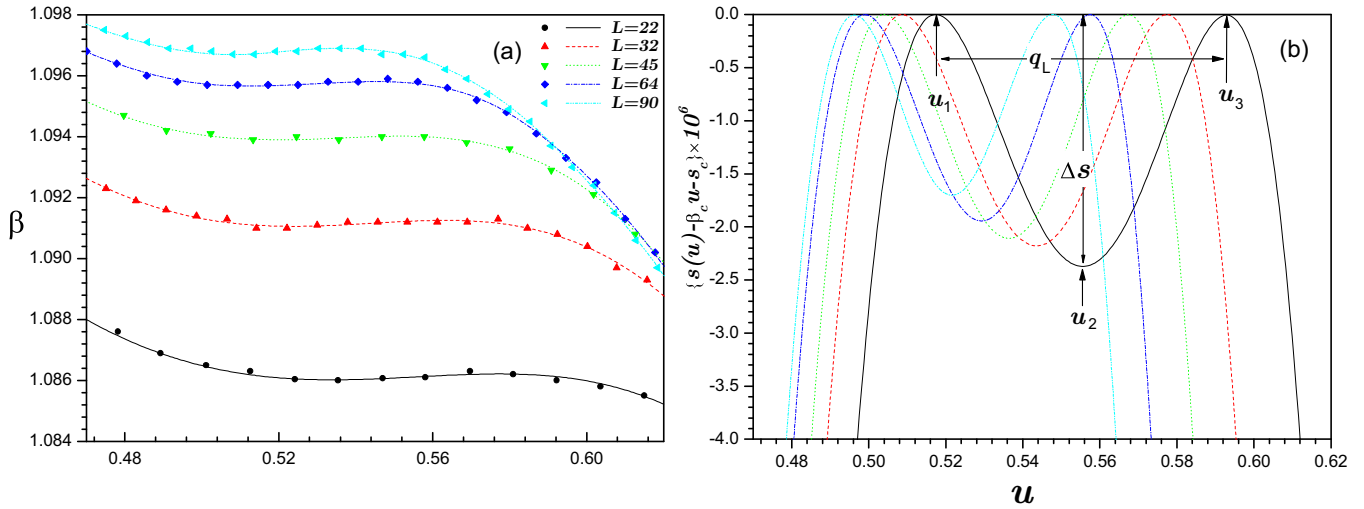 (a)
L=22
L=32
L=45
L=64
L=90
1.098
1.096
1.094
1.092
1.090
1.088
1.086
1.084
β
0.48
0.52
0.56
0.60
(b)
0.0
-0.5
-1.0
-1.5
-2.0
-2.5
-3.0
-3.5
-4.0
{s(u)-β_c u-s_c}×10^6
q_L
u_1
u_3
Δs
u_2
0.48
0.50
0.52
0.54
0.56
0.58
0.60
0.62
u